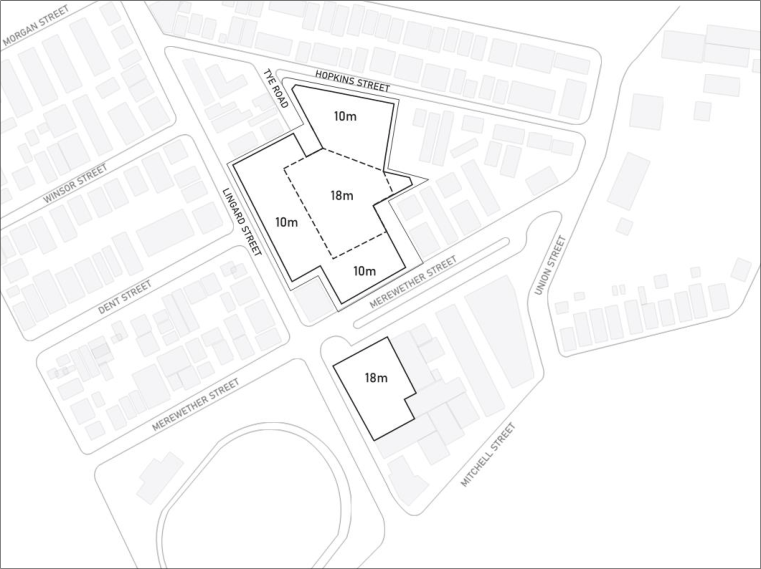 MORGAN STREET
TYE ROAD
HOPKINS STREET
10m
WINSOR STREET
18m
LINGARD STREET
10m
10m
MEREWETHER STREET
UNION STREET
DENT STREET
18m
MEREWETHER STREET
MITCHELL STREET